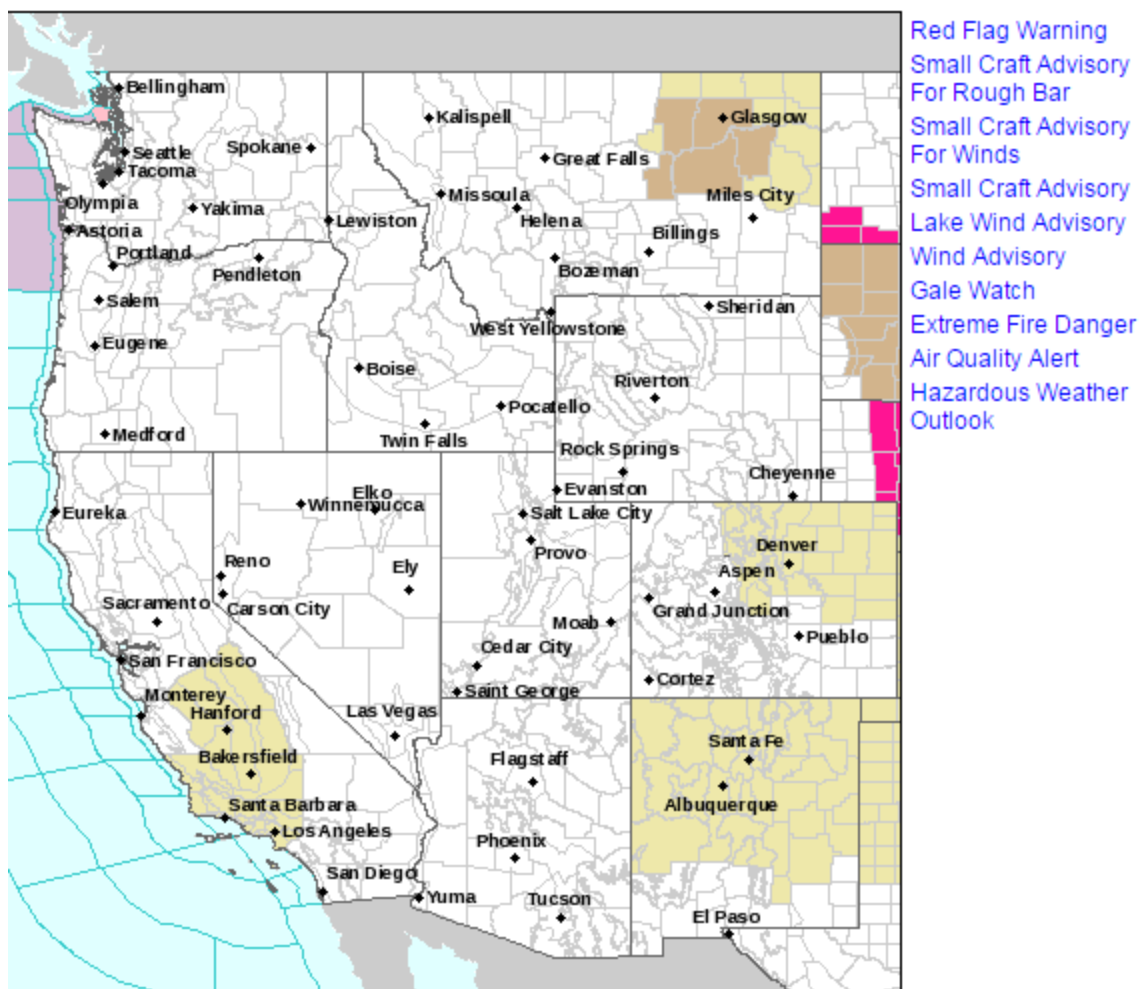 Red Flag Warning
Small Craft Advisory
For Rough Bar
Small Craft Advisory
For Winds
Small Craft Advisory
Lake Wind Advisory
Wind Advisory
Gale Watch
Extreme Fire Danger
Air Quality Alert
Hazardous Weather
Outlook
Bellingham
Kalispell
Glasgow
Seattle
Spokane
Great Falls
Tacoma
Olympia
Yakima
Missoula
Helena
Miles City
Astoria
Lewiston
Billings
Portland
Pendleton
Bozeman
Salem
Sheridan
West Yellowstone
Eugene
Boise
Riverton
Pocatello
Medford
Twin Falls
Rock Springs
Cheyenne
Evanston
Elko
Winnemucca
Eureka
Salt Lake City
Provo
Denver
Reno
Ely
Aspen
Sacramento
Carson City
Grand Junction
Moab
Pueblo
San Francisco
Cedar City
Cortez
Saint George
Monterey
Hanford
Las Vegas
Santa Fe
Bakersfield
Flagstaff
Albuquerque
Santa Barbara
Los Angeles
Phoenix
San Diego
Yuma
Tucson
El Paso